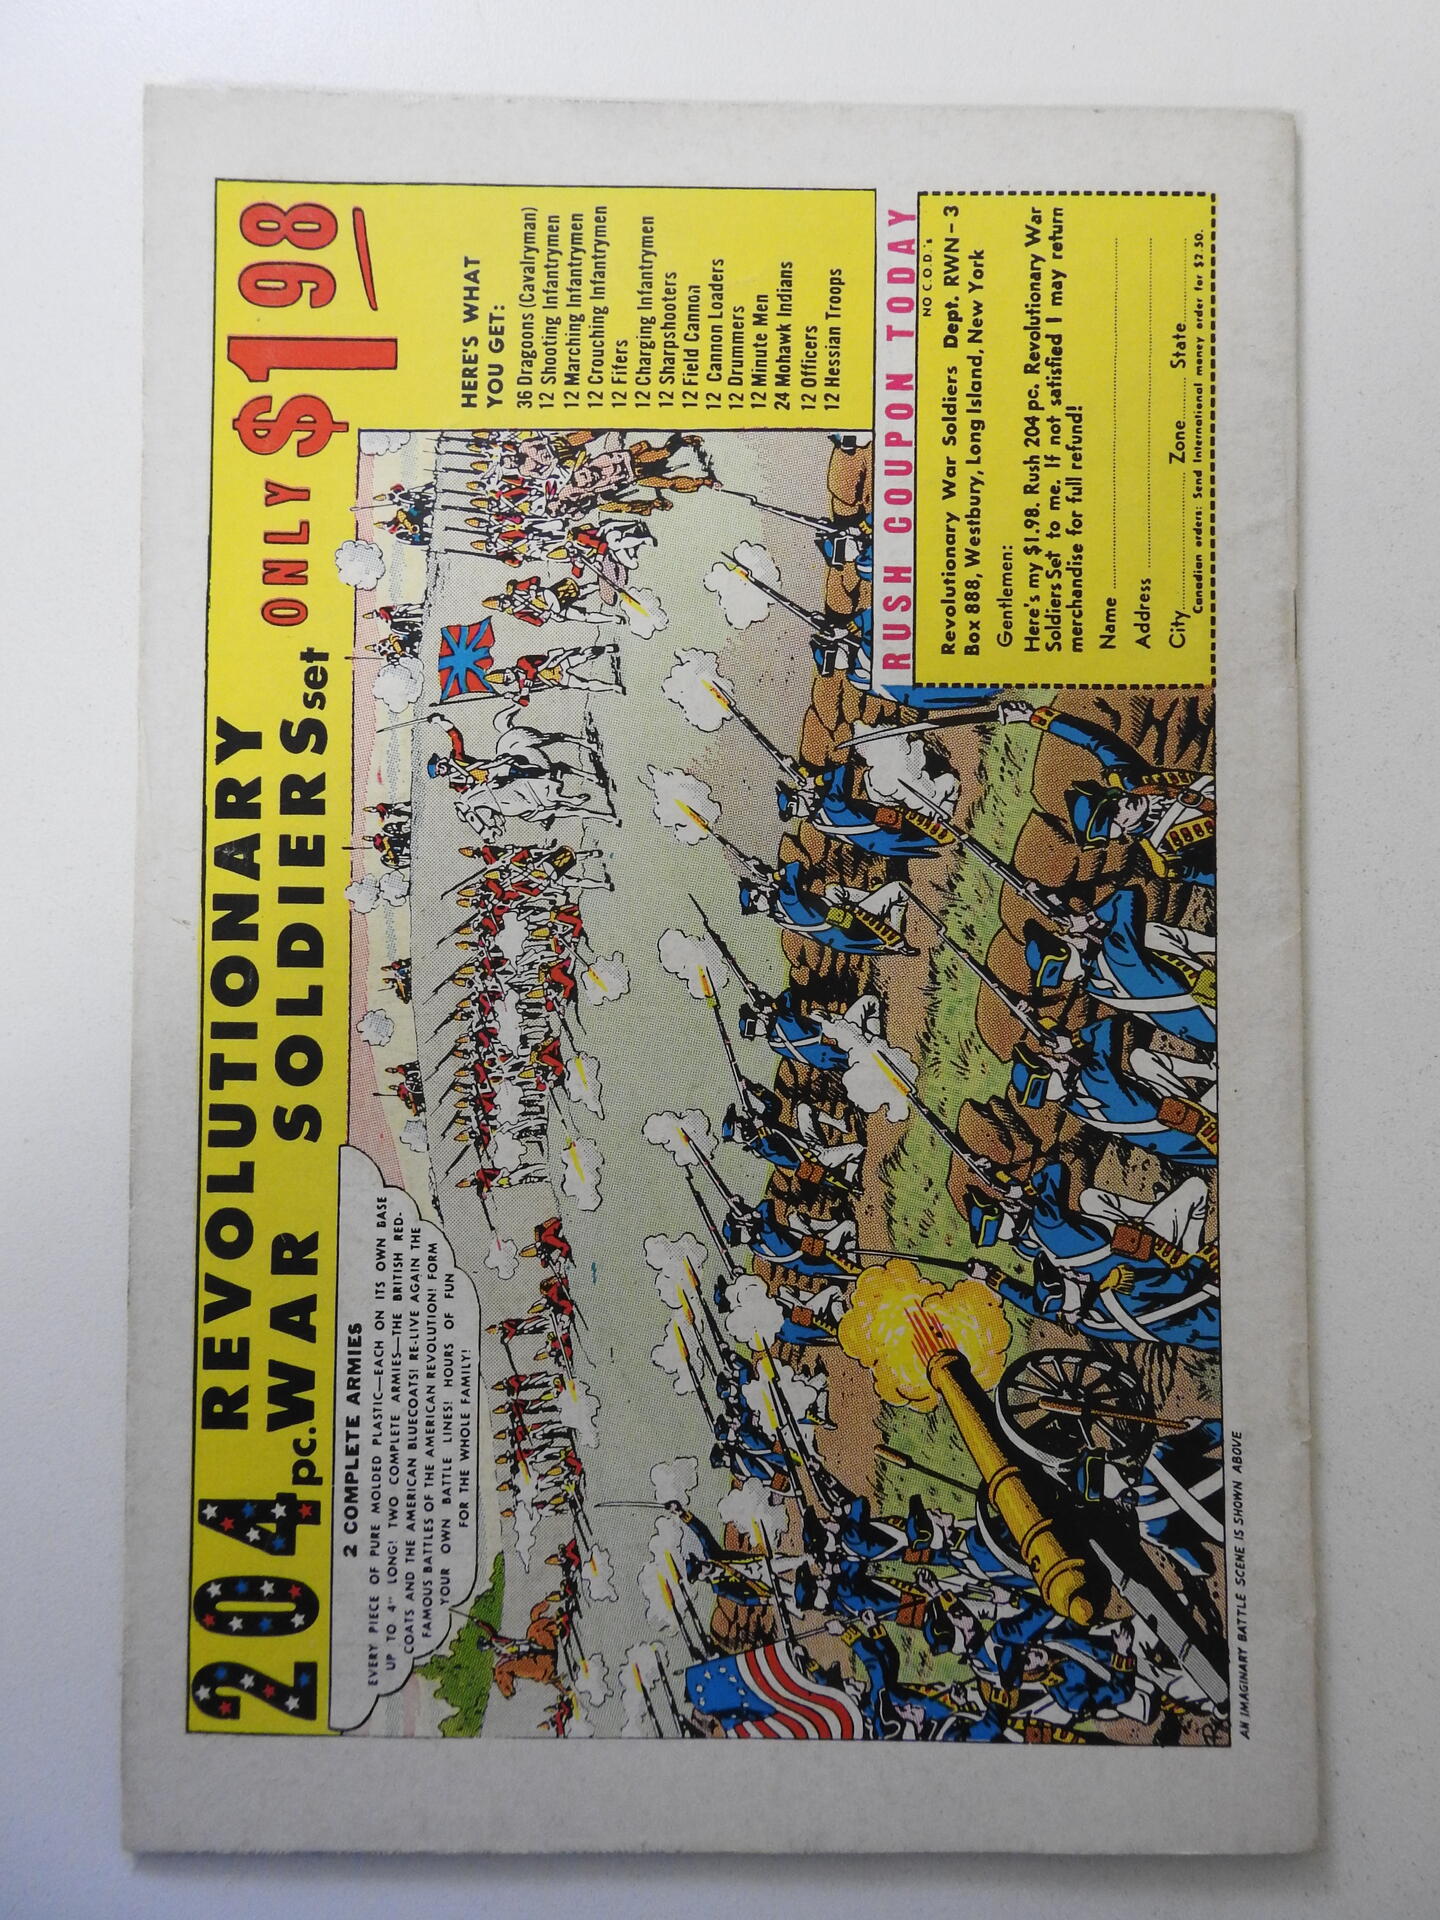 204 REVOLUTIONARY
pc. WAR SOLDIERS set
ONLY $198
2 COMPLETE ARMIES
EVERY PIECE OF PURE MOLDED PLASTIC—EACH ON ITS OWN BASE
UP TO 4" LONG! TWO COMPLETE ARMIES—THE BRITISH RED-
COATS AND THE AMERICAN BLUECOATS! RE-LIVE AGAIN THE
FAMOUS BATTLES OF THE AMERICAN REVOLUTION! FORM
YOUR OWN BATTLE LINES! HOURS OF FUN
FOR THE WHOLE FAMILY!
HERE'S WHAT
YOU GET:
36 Dragoons (Cavalryman)
12 Shooting Infantrymen
12 Marching Infantrymen
12 Crouching Infantrymen
12 Fifers
12 Charging Infantrymen
12 Sharpshooters
12 Field Cannon
12 Cannon Loaders
12 Drummers
12 Minute Men
24 Mohawk Indians
12 Officers
12 Hessian Troops
RUSH COUPON TODAY
NO C.O.D.'s
Revolutionary War Soldiers Dept. RWN-3
Box 888, Westbury, Long Island, New York
Gentlemen:
Here's my $1.98. Rush 204 pc. Revolutionary War
Soldiers Set to me. If not satisfied I may return
merchandise for full refund!
Name
Address
City Zone State
Canadian orders: Send International money order for $2.50.
AN IMAGINARY BATTLE SCENE IS SHOWN ABOVE